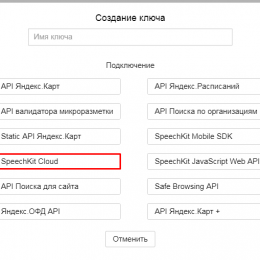 Создание ключа
Имя ключа
Подключение
API Яндекс.Карт
API Яндекс.Расписаний
API валидатора микроразметки
API Поиска по организациям
Static API Яндекс.Карт
SpeechKit Mobile SDK
SpeechKit Cloud
SpeechKit JavaScript Web API
API Поиска для сайта
Safe Browsing API
Яндекс.ОФД API
API Яндекс.Карт +
Отменить